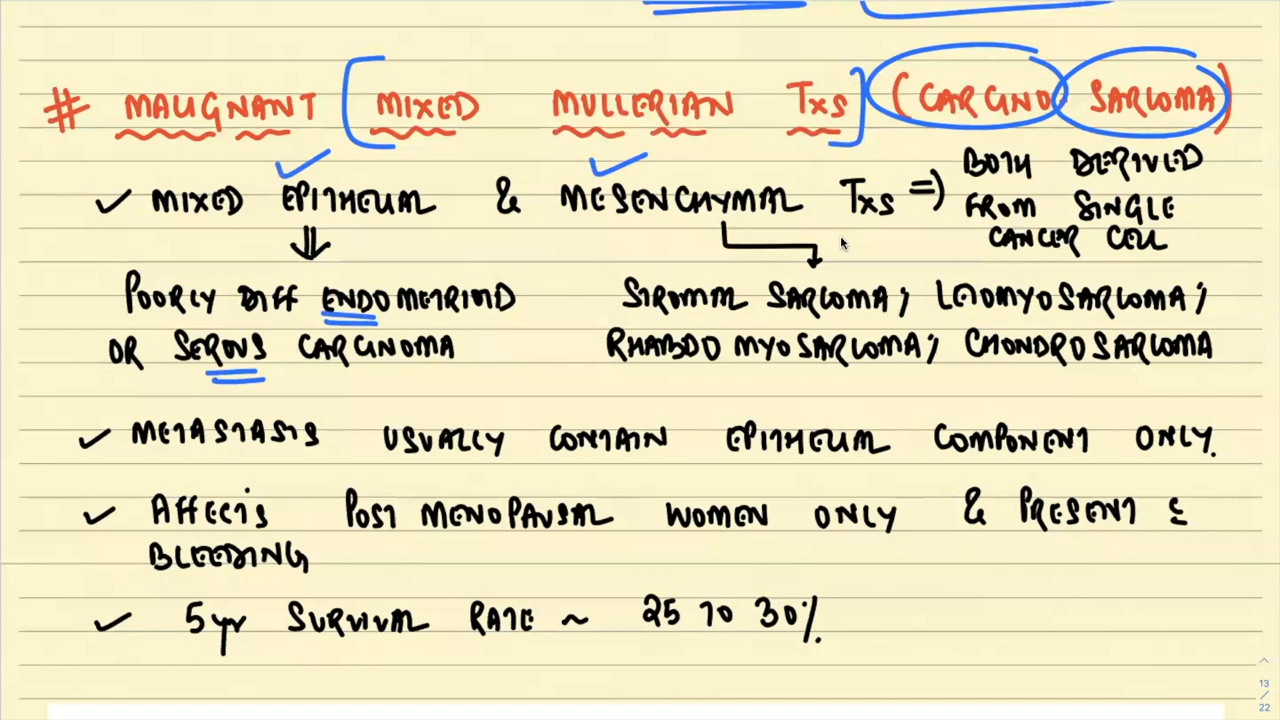 # MALIGNANT [MIXED MULLERIAN Txs] (CARCINO SARCOMA)
✓ MIXED EPITHELIAL & MESENCHYMAL Txs => BOTH DERIVED
FROM SINGLE
CANCER CELL
POORLY DIFF ENDOMETRIOID
OR SEROUS CARCINOMA
STROMAL SARCOMA; LEIOMYOSARCOMA;
RHABDOMYOSARCOMA; CHONDROSARCOMA
✓ METASTASIS USUALLY CONTAIN EPITHELIAL COMPONENT ONLY.
✓ AFFECTS POST MENOPAUSAL WOMEN ONLY & PRESENT c̄
BLEEDING
✓ 5yr SURVIVAL RATE ~ 25 TO 30%.
13
/
22